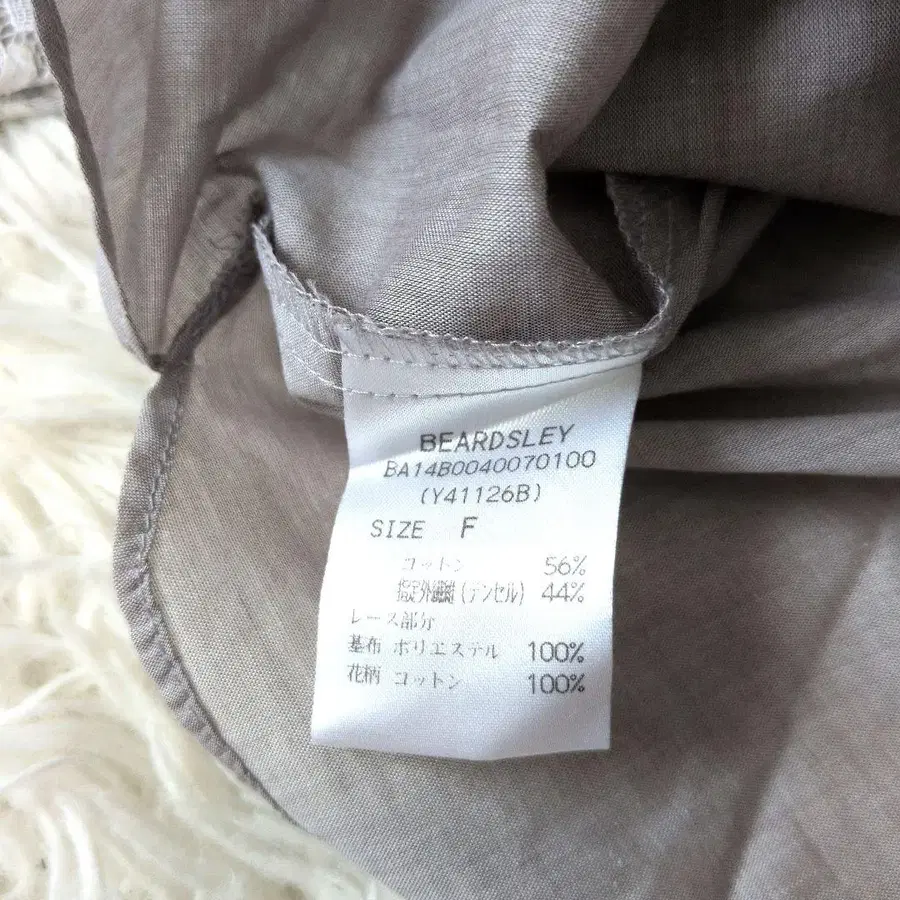 BEARDSLEY
BA14B0040070100
(Y41126B)
SIZE F
コットン 56%
指定外繊維(テンセル) 44%
レース部分
基布 ポリエステル 100%
花柄 コットン 100%